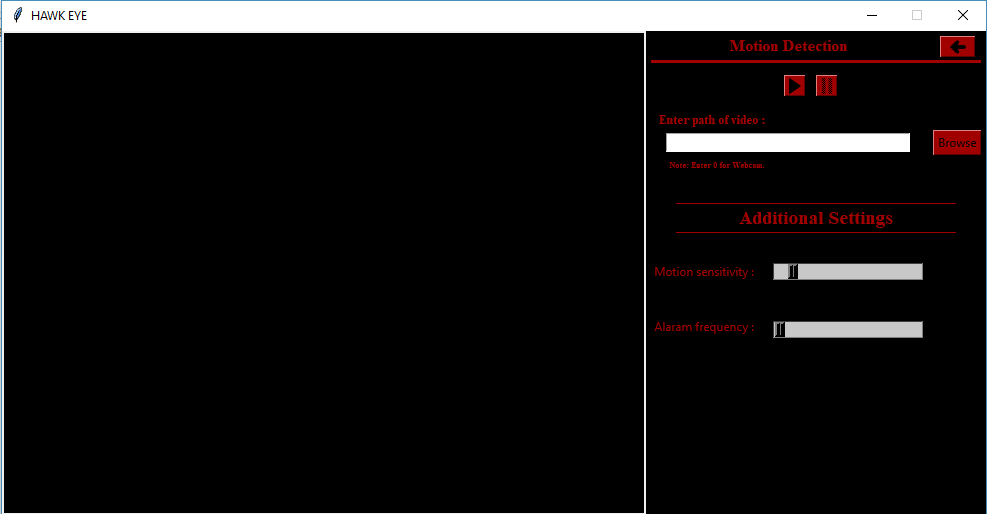 HAWK EYE
Motion Detection
Enter path of video :
Browse
Note: Enter 0 for Webcam.
Additional Settings
Motion sensitivity :
Alaram frequency :